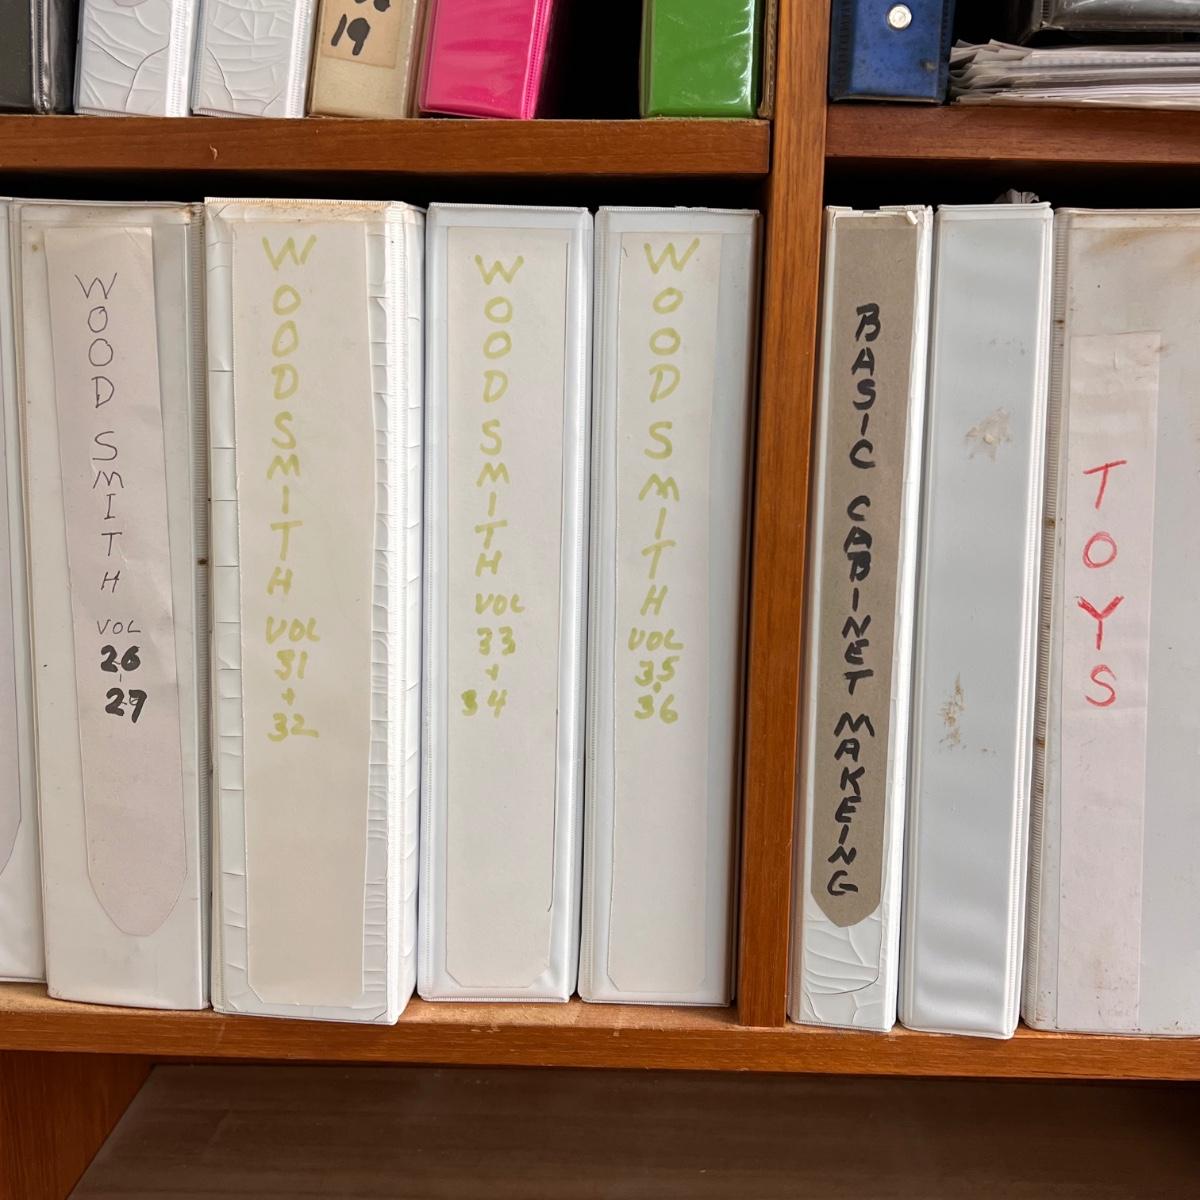 19
WOODSMITH
VOL
26
27
WOODSMITH
VOL
31
+
32
WOODSMITH
VOL
33
+
34
WOODSMITH
VOL
35
36
BASIC CABINET MAKEING
TOYS